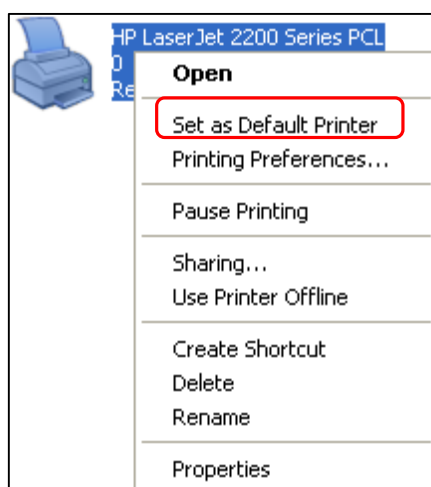 HP LaserJet 2200 Series PCL
0
Re
Open
Set as Default Printer
Printing Preferences...
Pause Printing
Sharing...
Use Printer Offline
Create Shortcut
Delete
Rename
Properties